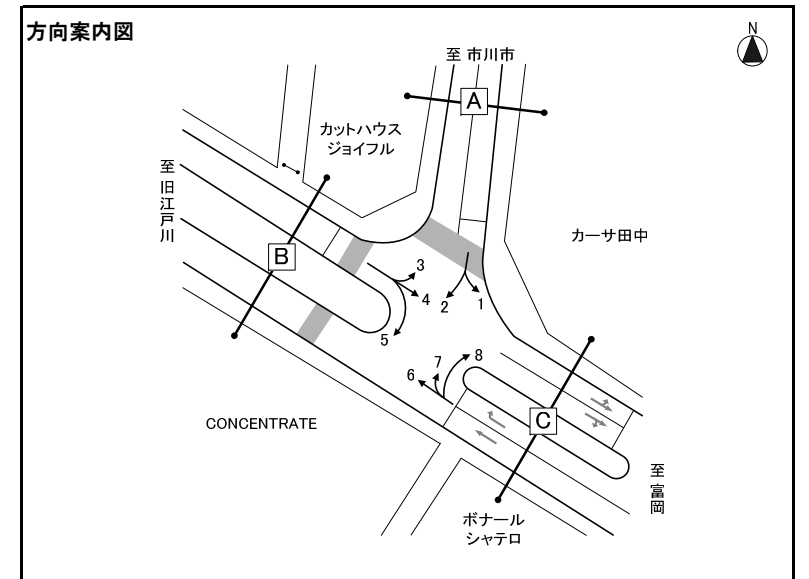 方向案内図
N
至 市川市
A
カットハウス
ジョイフル
至旧江戸川
カーサ田中
B
3
4
2
1
5
8
7
6
C
CONCENTRATE
至富岡
ボナール
シャテロ